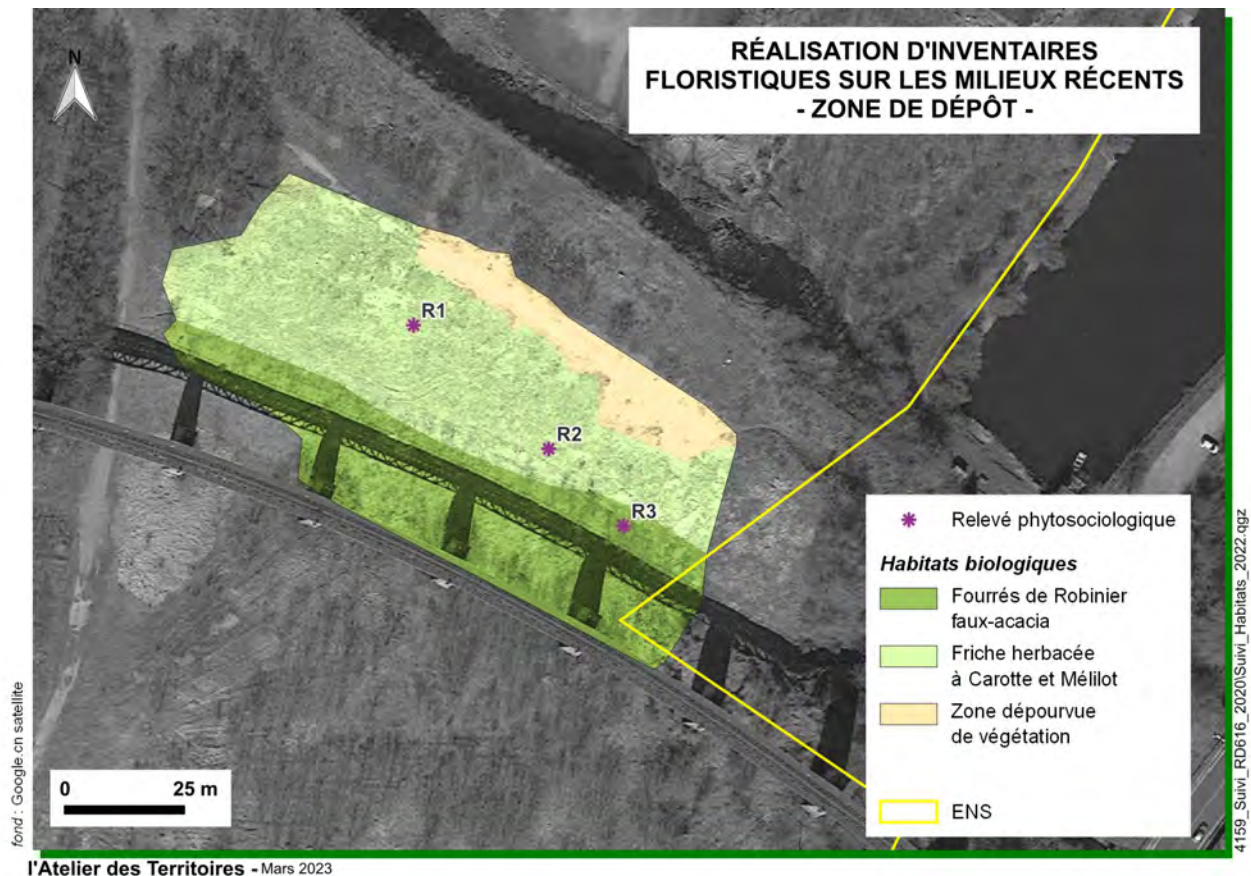 RÉALISATION D'INVENTAIRES
FLORISTIQUES SUR LES MILIEUX RÉCENTS
- ZONE DE DÉPÔT -
N
R1
R2
R3
Relevé phytosociologique
Habitats biologiques
Fourrés de Robinier
faux-acacia
Friche herbacée
à Carotte et Mélilot
Zone dépourvue
de végétation
ENS
0 25 m
fond : Google.cn satellite
4159_Suivi_RD616_2020\Suivi_Habitats_2022.qgz
l'Atelier des Territoires - Mars 2023